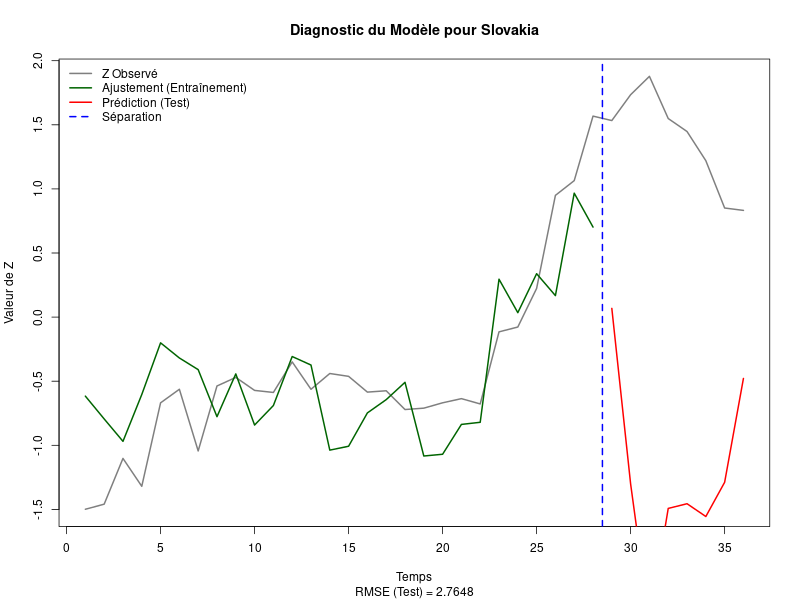 Diagnostic du Modèle pour Slovakia
Z Observé
Ajustement (Entraînement)
Prédiction (Test)
Séparation
Valeur de Z
2.0
1.5
1.0
0.5
0.0
-0.5
-1.0
-1.5
0 5 10 15 20 25 30 35
Temps
RMSE (Test) = 2.7648